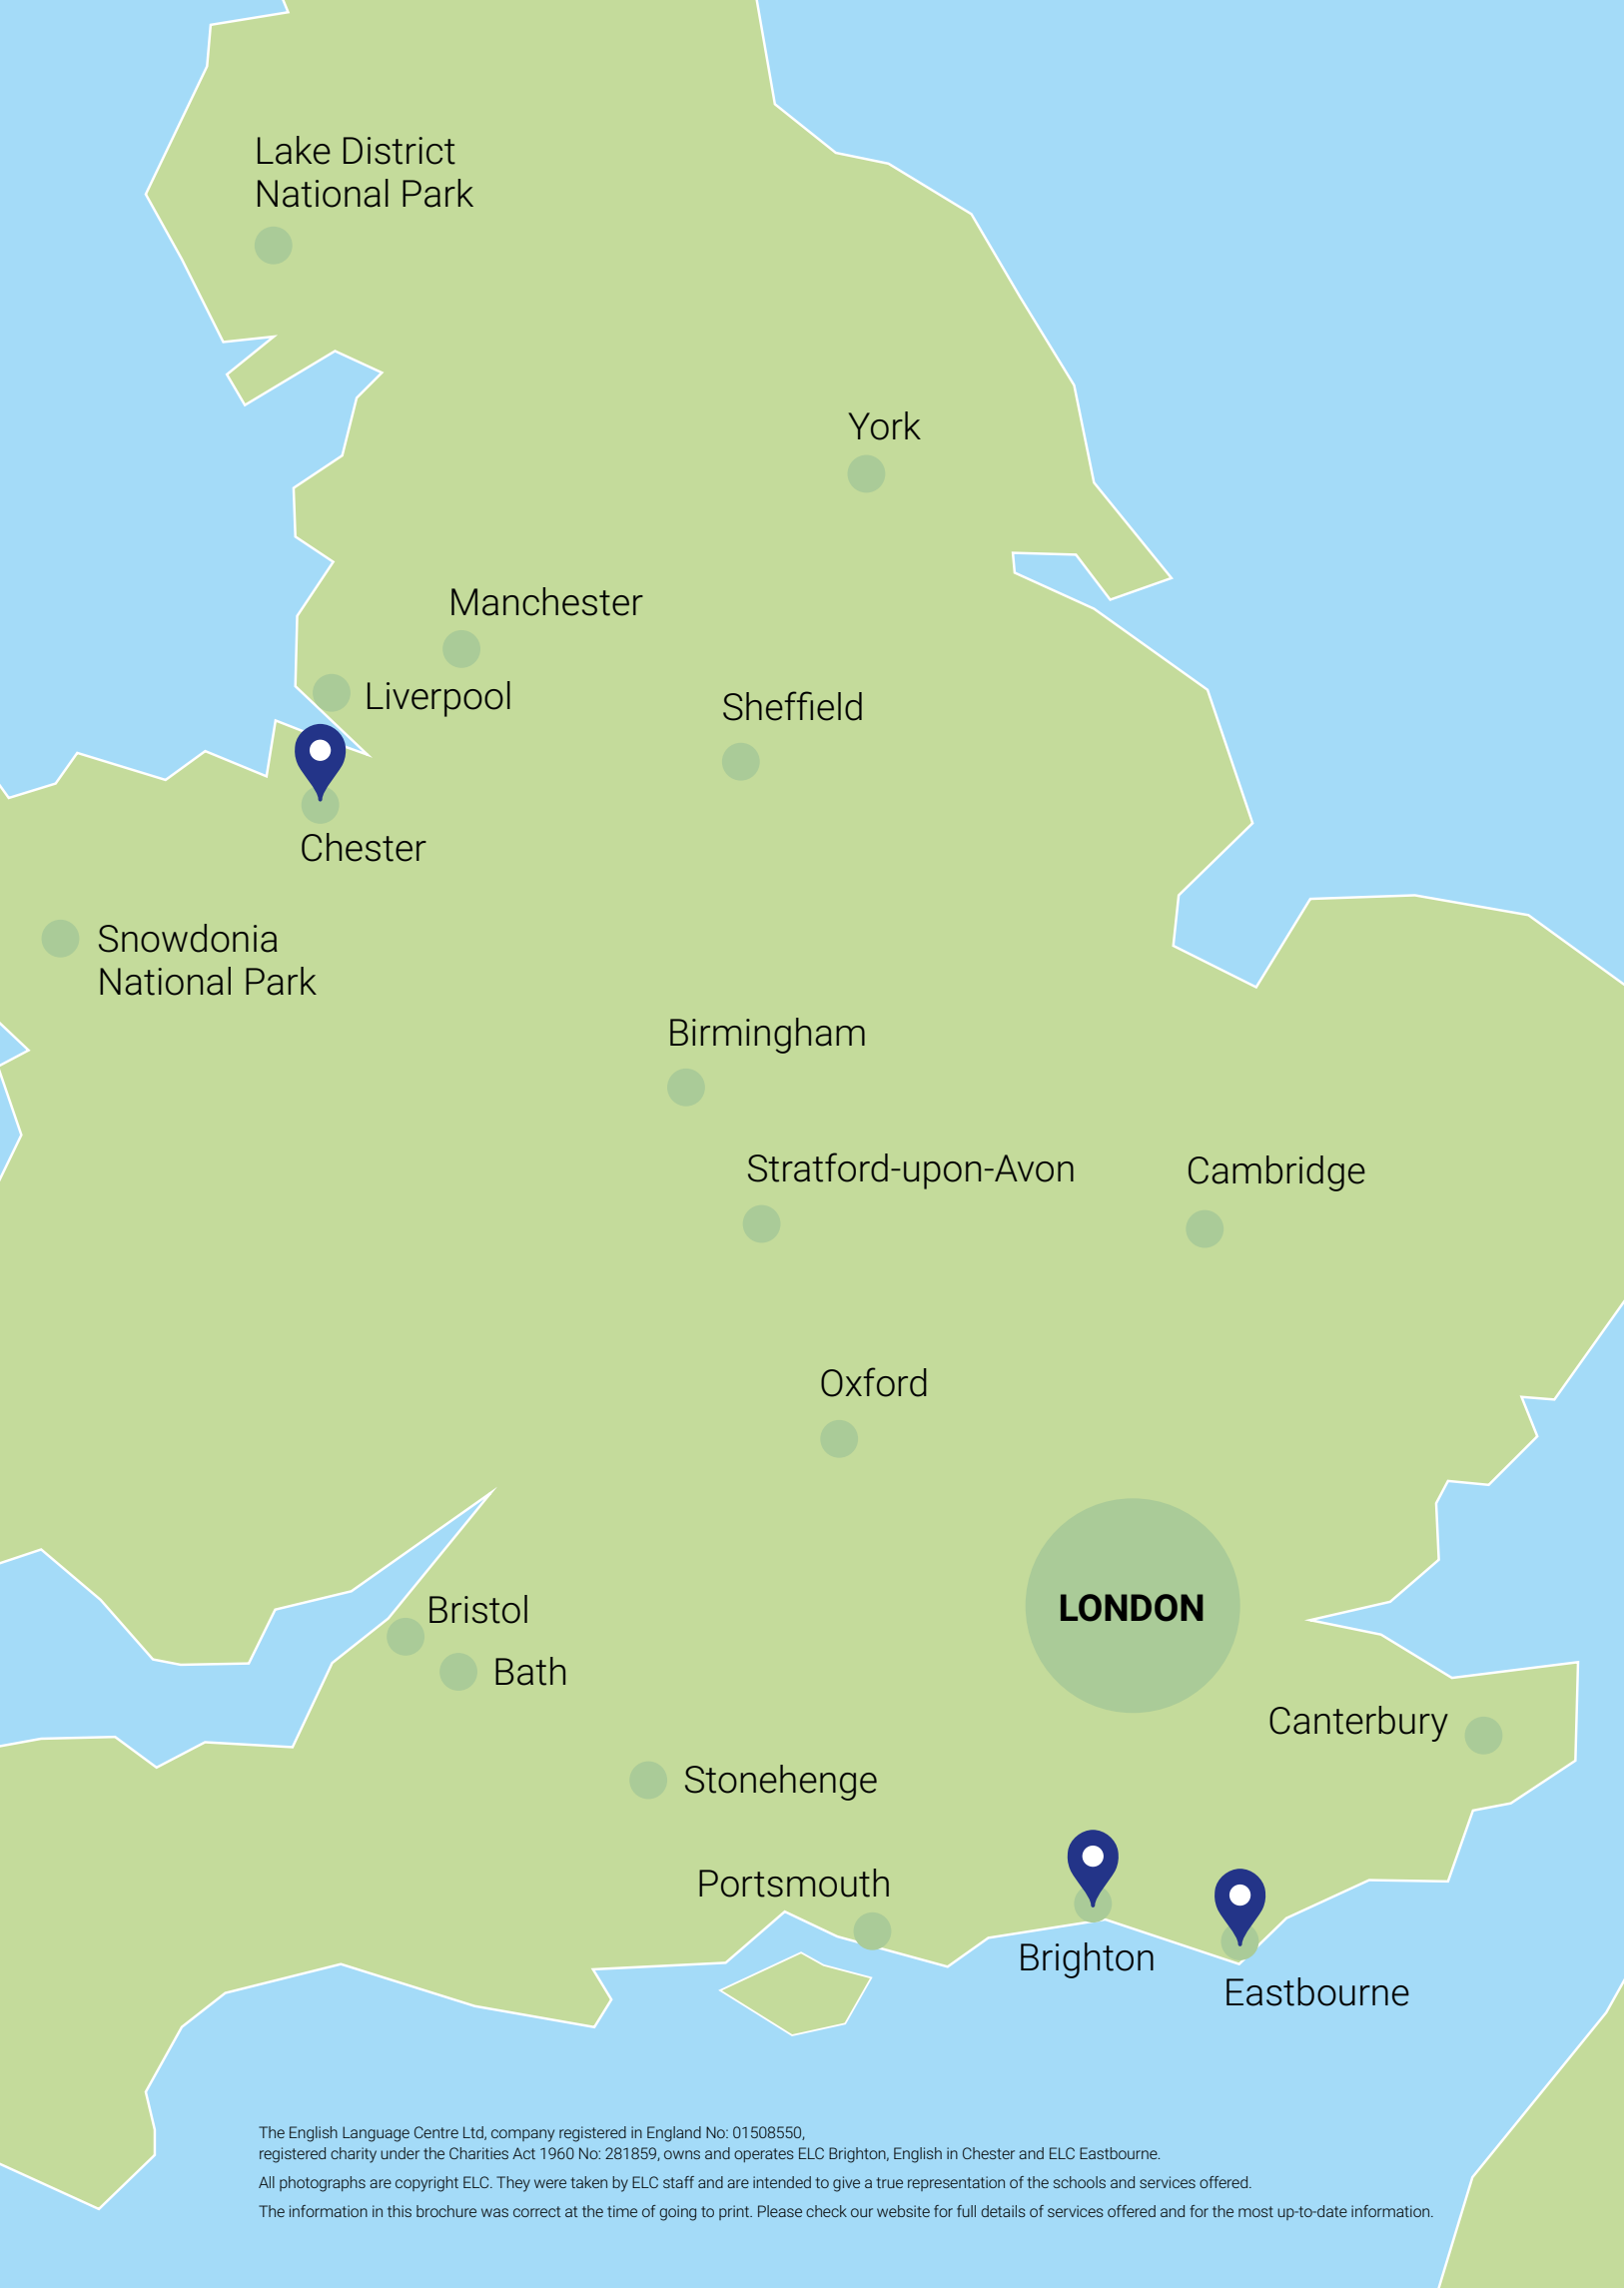 Lake District
National Park
York
Manchester
Liverpool
Sheffield
Chester
Snowdonia
National Park
Birmingham
Stratford-upon-Avon
Cambridge
Oxford
LONDON
Bristol
Bath
Canterbury
Stonehenge
Portsmouth
Brighton
Eastbourne
The English Language Centre Ltd, company registered in England No: 01508550,
registered charity under the Charities Act 1960 No: 281859, owns and operates ELC Brighton, English in Chester and ELC Eastbourne.
All photographs are copyright ELC. They were taken by ELC staff and are intended to give a true representation of the schools and services offered.
The information in this brochure was correct at the time of going to print. Please check our website for full details of services offered and for the most up-to-date information.